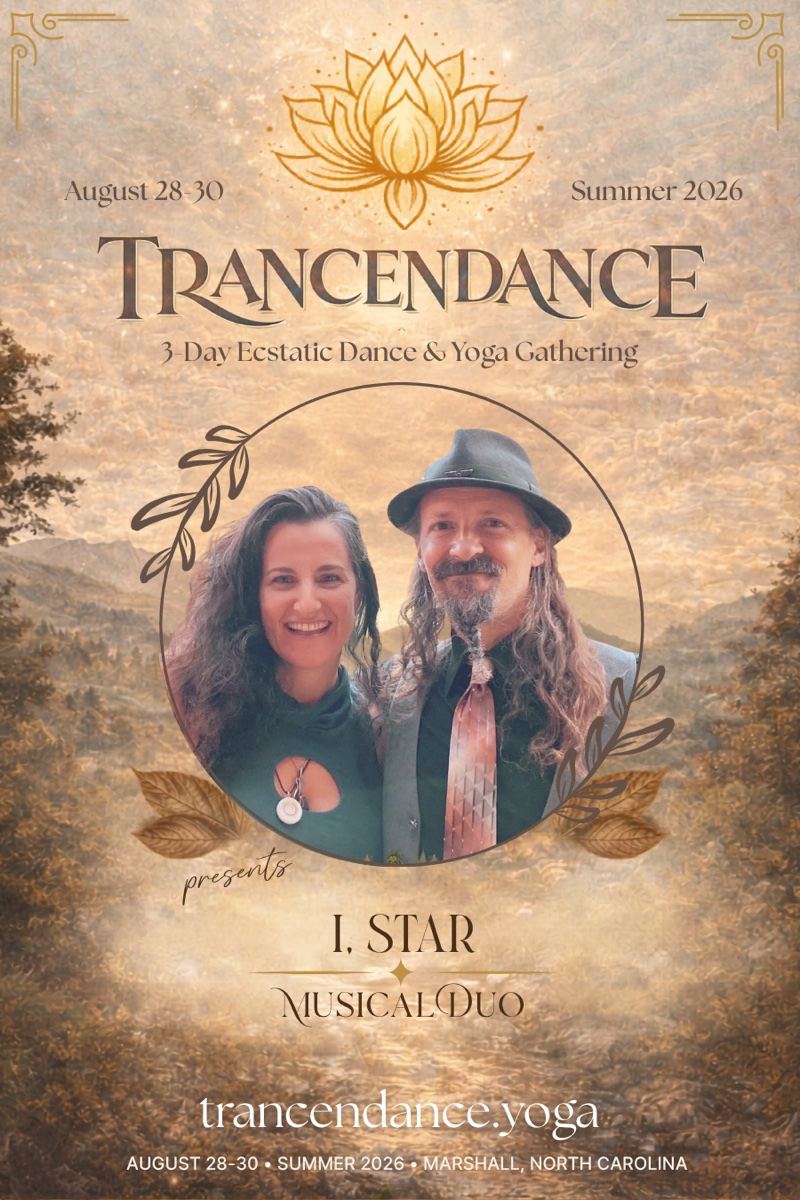 August 28-30
Summer 2026
TRANCENDANCE
3-Day Ecstatic Dance & Yoga Gathering
presents
I, STAR
MUSICAL DUO
trancendance.yoga
AUGUST 28-30 • SUMMER 2026 • MARSHALL, NORTH CAROLINA